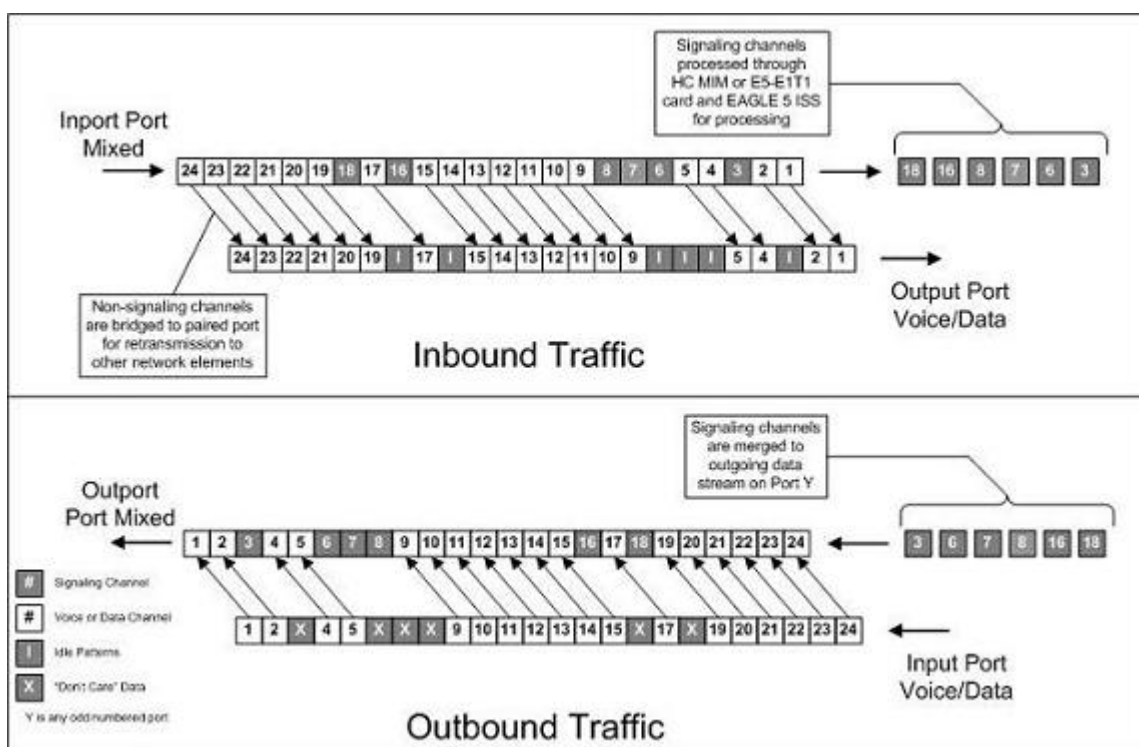 Signaling channels
processed through
HC MIM or E5-E1T1
card and EAGLE 5 ISS
for processing
Inport Port
Mixed
24 23 22 21 20 19 18 17 16 15 14 13 12 11 10 9 8 7 6 5 4 3 2 1
18 16 8 7 6 3
24 23 22 21 20 19 I 17 I 15 14 13 12 11 10 9 I I I 5 4 I 2 1
Non-signaling channels
are bridged to paired port
for retransmission to
other network elements
Output Port
Voice/Data
Inbound Traffic
Signaling channels
are merged to
outgoing data
stream on Port Y
Outport
Port Mixed
1 2 3 4 5 6 7 8 9 10 11 12 13 14 15 16 17 18 19 20 21 22 23 24
3 6 7 8 16 18
# Signaling Channel
# Voice or Data Channel
I Idle Patterns
X "Don't Care" Data
Y is any odd numbered port
1 2 X 4 5 X X X 9 10 11 12 13 14 15 X 17 X 19 20 21 22 23 24
Input Port
Voice/Data
Outbound Traffic